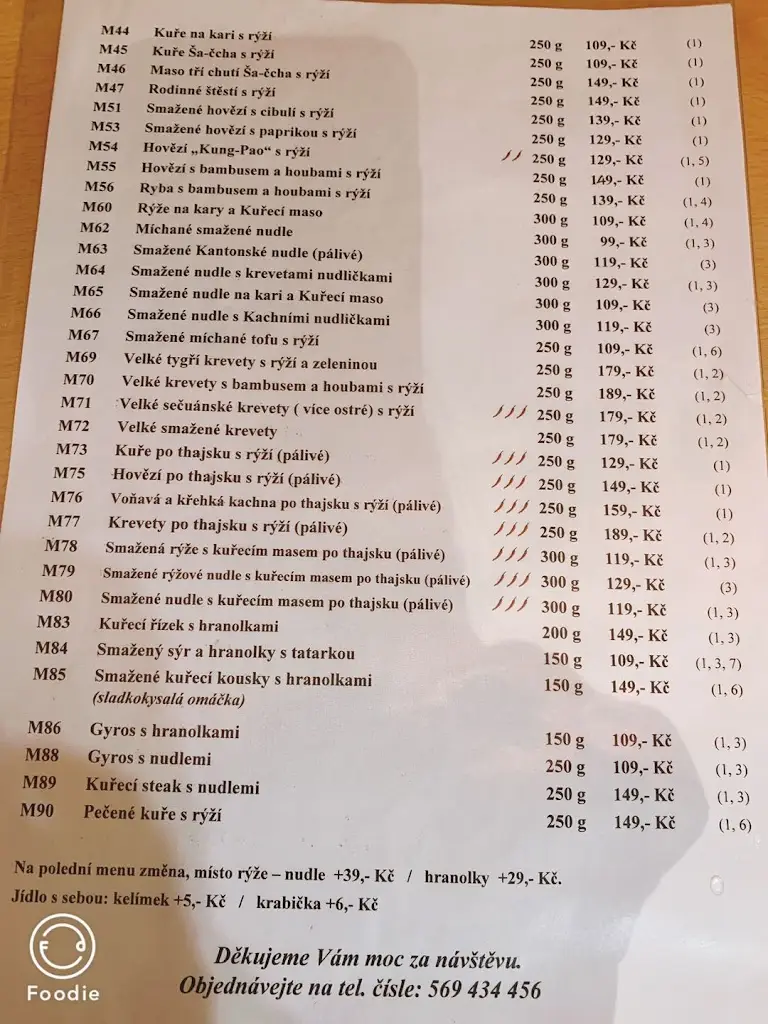 M44 Kuře na kari s rýží 250 g 109,- Kč (1)
M45 Kuře Ša-čcha s rýží 250 g 109,- Kč (1)
M46 Maso tří chutí Ša-čcha s rýží 250 g 149,- Kč (1)
M47 Rodinné štěstí s rýží 250 g 149,- Kč (1)
M51 Smažené hovězí s cibulí s rýží 250 g 139,- Kč (1)
M53 Smažené hovězí s paprikou s rýží 250 g 129,- Kč (1)
M54 Hovězí „Kung-Pao“ s rýží 250 g 129,- Kč (1, 5)
M55 Hovězí s bambusem a houbami s rýží 250 g 149,- Kč (1)
M56 Ryba s bambusem a houbami s rýží 250 g 139,- Kč (1, 4)
M60 Rýže na kary a Kuřecí maso 300 g 109,- Kč (1, 4)
M62 Míchané smažené nudle 300 g 99,- Kč (1, 3)
M63 Smažené Kantonské nudle (pálivé) 300 g 119,- Kč (3)
M64 Smažené nudle s krevetami nudličkami 300 g 129,- Kč (1, 3)
M65 Smažené nudle na kari a Kuřecí maso 300 g 109,- Kč (3)
M66 Smažené nudle s Kachními nudličkami 300 g 119,- Kč (3)
M67 Smažené míchané tofu s rýží 250 g 109,- Kč (1, 6)
M69 Velké tygří krevety s rýží a zeleninou 250 g 179,- Kč (1, 2)
M70 Velké krevety s bambusem a houbami s rýží 250 g 189,- Kč (1, 2)
M71 Velké sečuánské krevety ( více ostré) s rýží 250 g 179,- Kč (1, 2)
M72 Velké smažené krevety 250 g 179,- Kč (1, 2)
M73 Kuře po thajsku s rýží (pálivé) 250 g 129,- Kč (1)
M75 Hovězí po thajsku s rýží (pálivé) 250 g 149,- Kč (1)
M76 Voňavá a křehká kachna po thajsku s rýží (pálivé) 250 g 159,- Kč (1)
M77 Krevety po thajsku s rýží (pálivé) 250 g 189,- Kč (1, 2)
M78 Smažená rýže s kuřecím masem po thajsku (pálivé) 300 g 119,- Kč (1, 3)
M79 Smažené rýžové nudle s kuřecím masem po thajsku (pálivé) 300 g 129,- Kč (3)
M80 Smažené nudle s kuřecím masem po thajsku (pálivé) 300 g 119,- Kč (1, 3)
M83 Kuřecí řízek s hranolkami 200 g 149,- Kč (1, 3)
M84 Smažený sýr a hranolky s tatarkou 150 g 109,- Kč (1, 3, 7)
M85 Smažené kuřecí kousky s hranolkami 150 g 149,- Kč (1, 6)
(sladkokysalá omáčka)
M86 Gyros s hranolkami 150 g 109,- Kč (1, 3)
M88 Gyros s nudlemi 250 g 109,- Kč (1, 3)
M89 Kuřecí steak s nudlemi 250 g 149,- Kč (1, 3)
M90 Pečené kuře s rýží 250 g 149,- Kč (1, 6)
Na polední menu změna, místo rýže – nudle +39,- Kč / hranolky +29,- Kč.
Jídlo s sebou: kelímek +5,- Kč / krabička +6,- Kč
Děkujeme Vám moc za návštěvu.
Objednávejte na tel. čísle: 569 434 456
Foodie